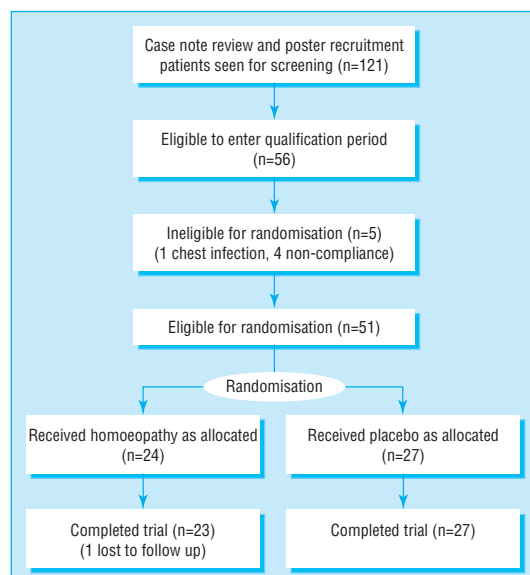 Case note review and poster recruitment
patients seen for screening (n=121)
Eligible to enter qualification period
(n=56)
Ineligible for randomisation (n=5)
(1 chest infection, 4 non-compliance)
Eligible for randomisation (n=51)
Randomisation
Received homoeopathy as allocated
(n=24)
Received placebo as allocated
(n=27)
Completed trial (n=23)
(1 lost to follow up)
Completed trial (n=27)